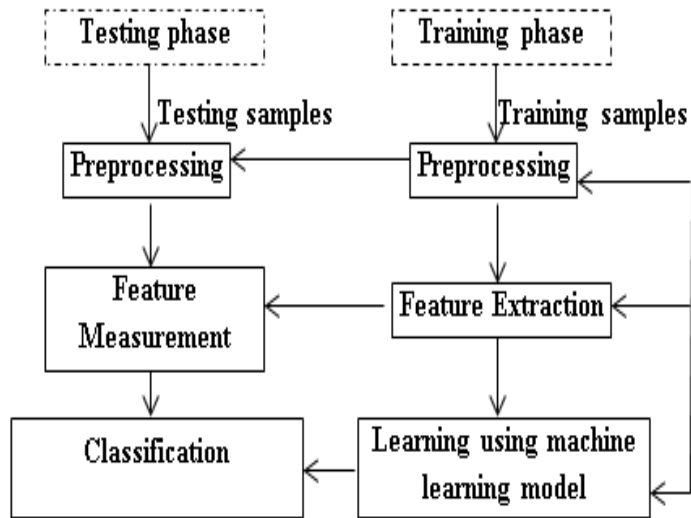 Testing phase
Training phase
Testing samples
Training samples
Preprocessing
Preprocessing
Feature
Measurement
Feature Extraction
Classification
Learning using machine
learning model